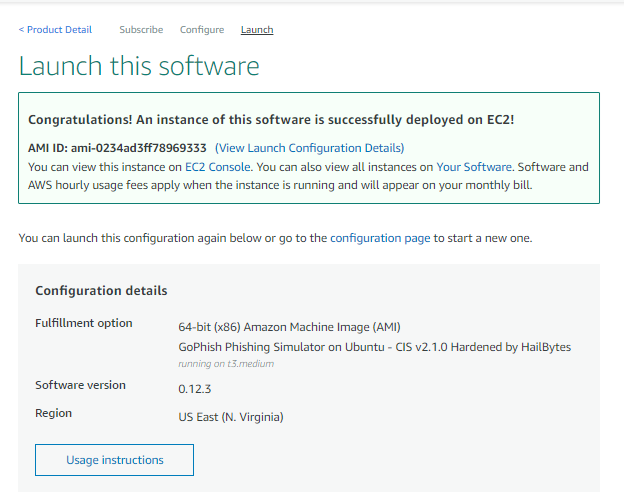 < Product Detail Subscribe Configure Launch
Launch this software
Congratulations! An instance of this software is successfully deployed on EC2!
AMI ID: ami-0234ad3ff78969333 (View Launch Configuration Details)
You can view this instance on EC2 Console. You can also view all instances on Your Software. Software and
AWS hourly usage fees apply when the instance is running and will appear on your monthly bill.
You can launch this configuration again below or go to the configuration page to start a new one.
Configuration details
Fulfillment option
64-bit (x86) Amazon Machine Image (AMI)
GoPhish Phishing Simulator on Ubuntu - CIS v2.1.0 Hardened by HailBytes
running on t3.medium
Software version
0.12.3
Region
US East (N. Virginia)
Usage instructions